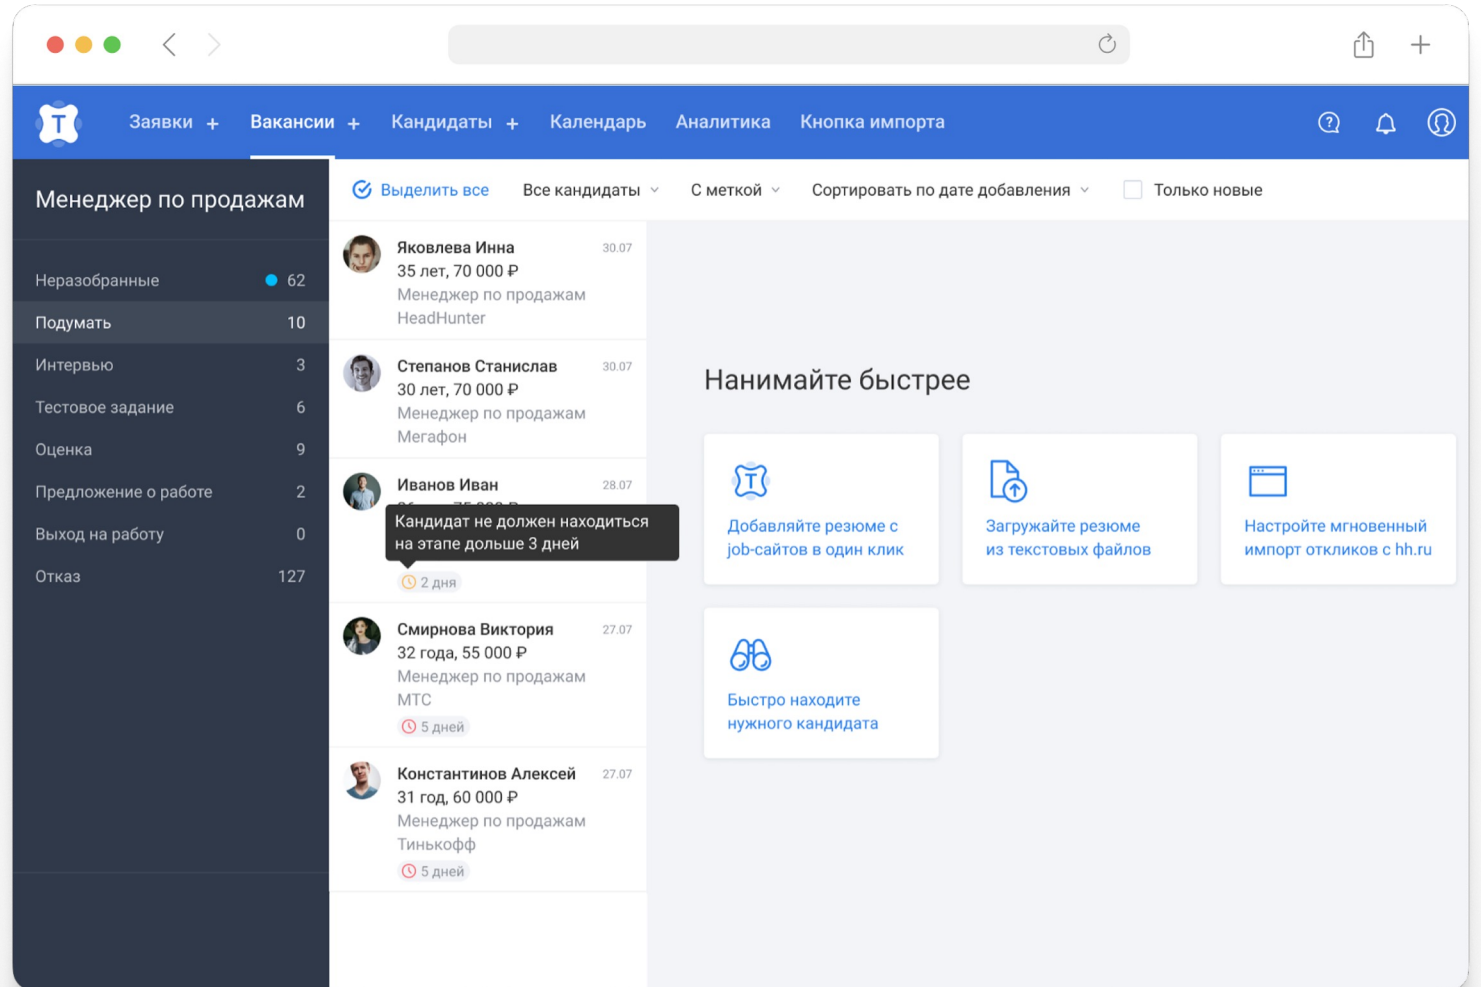 T
Заявки +
Вакансии +
Кандидаты +
Календарь
Аналитика
Кнопка импорта
?
Менеджер по продажам
Неразобранные 62
Подумать 10
Интервью 3
Тестовое задание 6
Оценка 9
Предложение о работе 2
Выход на работу 0
Отказ 127
Выделить все
Все кандидаты
С меткой
Сортировать по дате добавления
Только новые
Яковлева Инна 30.07
35 лет, 70 000 ₽
Менеджер по продажам
HeadHunter
Степанов Станислав 30.07
30 лет, 70 000 ₽
Менеджер по продажам
Мегафон
Иванов Иван 28.07
Кандидат не должен находиться
на этапе дольше 3 дней
2 дня
Смирнова Виктория 27.07
32 года, 55 000 ₽
Менеджер по продажам
МТС
5 дней
Константинов Алексей 27.07
31 год, 60 000 ₽
Менеджер по продажам
Тинькофф
5 дней
Нанимайте быстрее
T
Добавляйте резюме с
job-сайтов в один клик
Загружайте резюме
из текстовых файлов
Настройте мгновенный
импорт откликов с hh.ru
Быстро находите
нужного кандидата